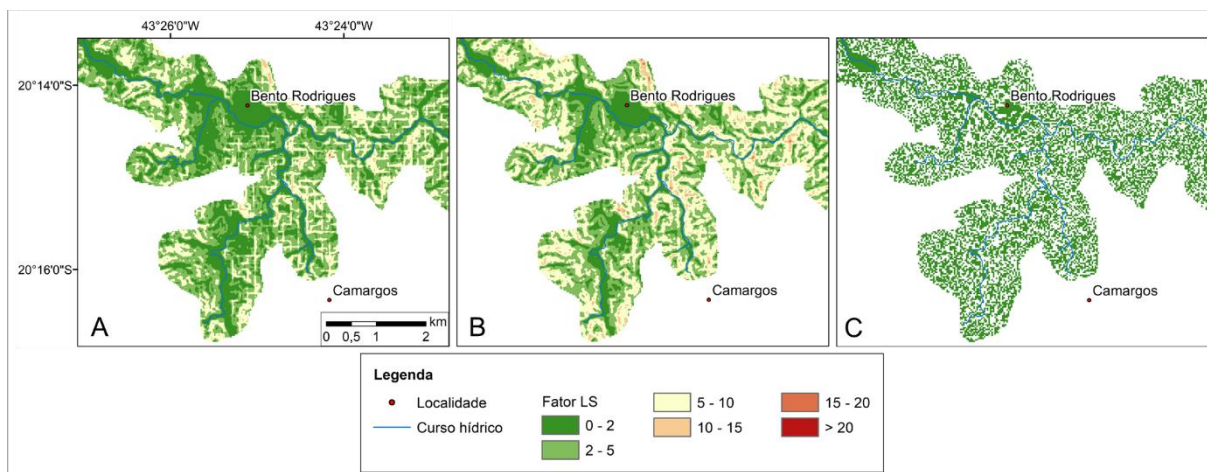 43°26'0"W 43°24'0"W
20°14'0"S
20°16'0"S
Bento Rodrigues
Camargos
A
km
0 0,5 1 2
Bento Rodrigues
Camargos
B
Bento Rodrigues
Camargos
C
Legenda
Localidade
Curso hídrico
Fator LS
0 - 2
2 - 5
5 - 10
10 - 15
15 - 20
> 20